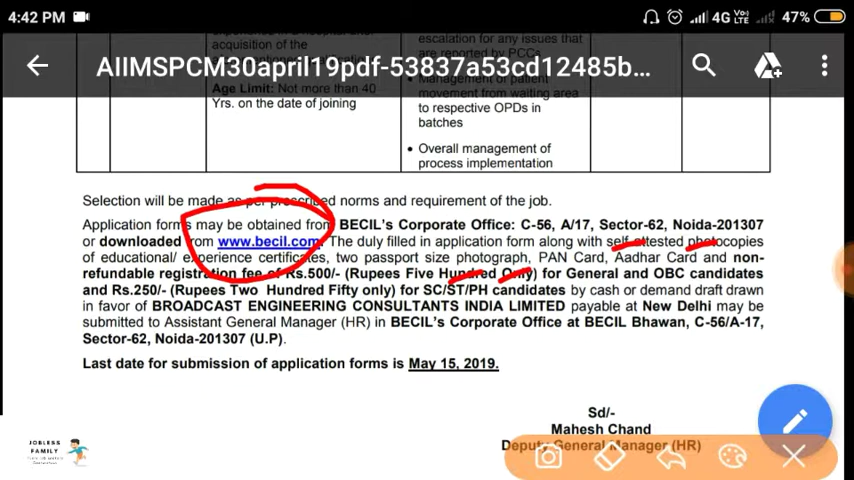 4:42 PM
4G VoLTE 47%
AIIMSPCM30april19pdf-53837a53cd12485b...
acquisition of the
Age Limit: Not more than 40
Yrs. on the date of joining
escalation for any issues that
are reported by PCCs
• Management of patient
movement from waiting area
to respective OPDs in
batches
• Overall management of
process implementation
Selection will be made as per prescribed norms and requirement of the job.
Application forms may be obtained from BECIL's Corporate Office: C-56, A/17, Sector-62, Noida-201307
or downloaded from www.becil.com. The duly filled in application form along with self attested photocopies
of educational/ experience certificates, two passport size photograph, PAN Card, Aadhar Card and non-
refundable registration fee of Rs.500/- (Rupees Five Hundred Only) for General and OBC candidates
and Rs.250/- (Rupees Two Hundred Fifty only) for SC/ST/PH candidates by cash or demand draft drawn
in favor of BROADCAST ENGINEERING CONSULTANTS INDIA LIMITED payable at New Delhi may be
submitted to Assistant General Manager (HR) in BECIL's Corporate Office at BECIL Bhawan, C-56/A-17,
Sector-62, Noida-201307 (U.P).
Last date for submission of application forms is May 15, 2019.
Sd/-
Mahesh Chand
Deputy General Manager (HR)
JOBLESS
FAMILY